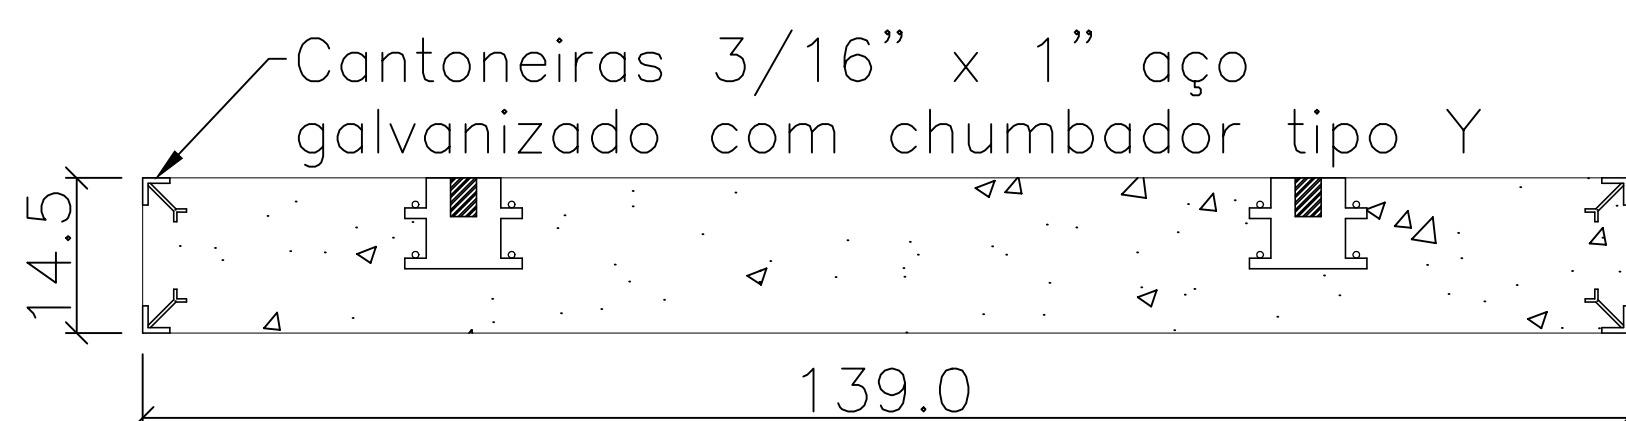 Cantoneiras 3/16” x 1” aço
galvanizado com chumbador tipo Y
14.5
139.0